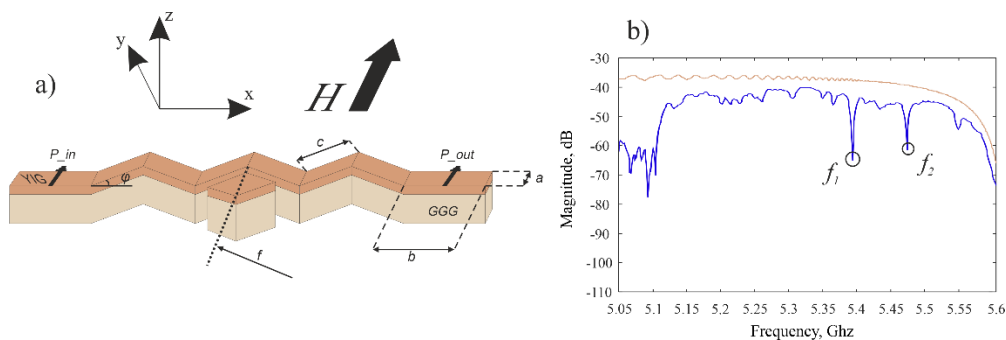 a)
z
y
x
H
P_in
YIG
φ
c
P_out
a
GGG
b
f
b)
Magnitude, dB
-30
-40
-50
-60
-70
-80
-90
-100
-110
f1
f2
5.05 5.1 5.15 5.2 5.25 5.3 5.35 5.4 5.45 5.5 5.55 5.6
Frequency, Ghz